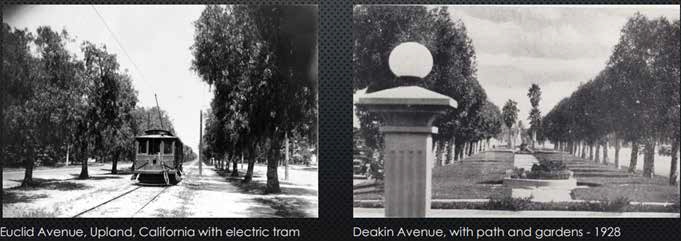 Euclid Avenue, Upland, California with electric tram
Deakin Avenue, with path and gardens - 1928